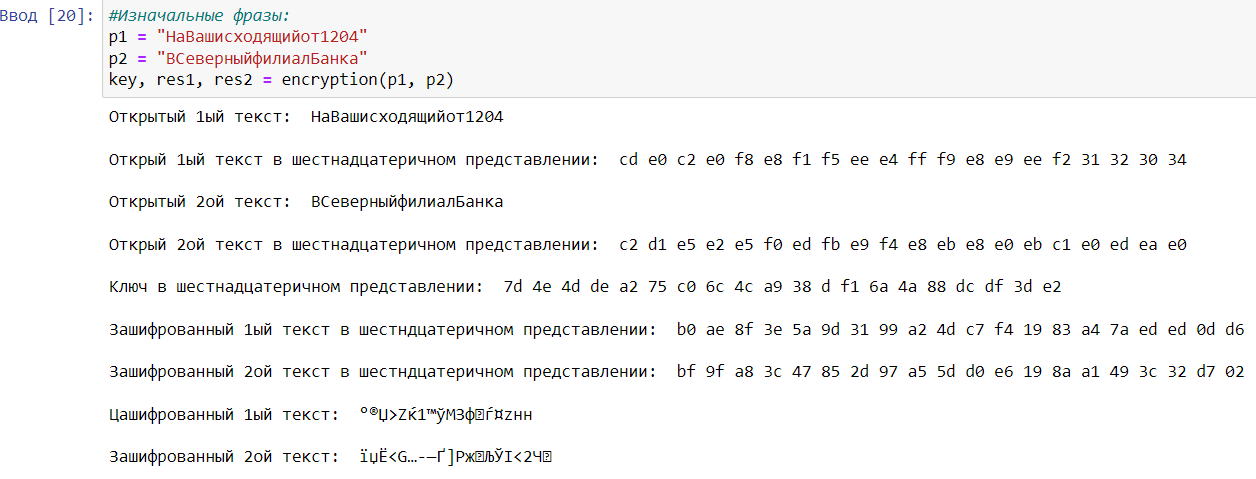 Ввод [20]: #Изначальные фразы:
p1 = "НаВашисходящийот1204"
p2 = "ВСеверныйфилиалБанка"
key, res1, res2 = encryption(p1, p2)
Открытый 1ый текст:  НаВашисходящийот1204
Открый 1ый текст в шестнадцатеричном представлении:  cd e0 c2 e0 f8 e8 f1 f5 ee e4 ff f9 e8 e9 ee f2 31 32 30 34
Открытый 2ой текст:  ВСеверныйфилиалБанка
Открый 2ой текст в шестнадцатеричном представлении:  c2 d1 e5 e2 e5 f0 ed fb e9 f4 e8 eb e8 e0 eb c1 e0 ed ea e0
Ключ в шестнадцатеричном представлении:  7d 4e 4d de a2 75 c0 6c 4c a9 38 d f1 6a 4a 88 dc df 3d e2
Зашифрованный 1ый текст в шестндцатеричном представлении:  b0 ae 8f 3e 5a 9d 31 99 a2 4d c7 f4 19 83 a4 7a ed ed 0d d6
Зашифрованный 2ой текст в шестндцатеричном представлении:  bf 9f a8 3c 47 85 2d 97 a5 5d d0 e6 19 8a a1 49 3c 32 d7 02
Цашифрованный 1ый текст:  °®Џ>Zќ1™ўМЗф�ѓ¤zнн
Зашифрованный 2ой текст:  їџЁ<G…-—Ґ]Рж�ЉЎI<2Ч�